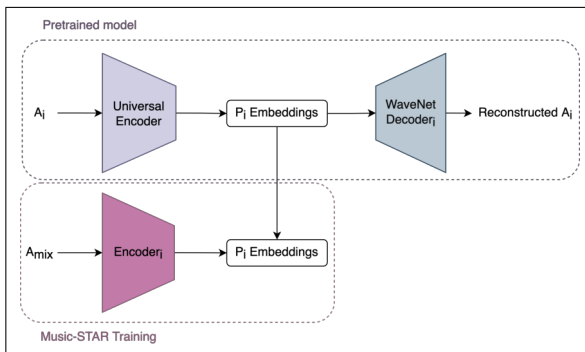 Pretrained model
Aᵢ
Universal
Encoder
Pᵢ Embeddings
WaveNet
Decoderᵢ
Reconstructed Aᵢ
Amix
Encoderᵢ
Pᵢ Embeddings
Music-STAR Training